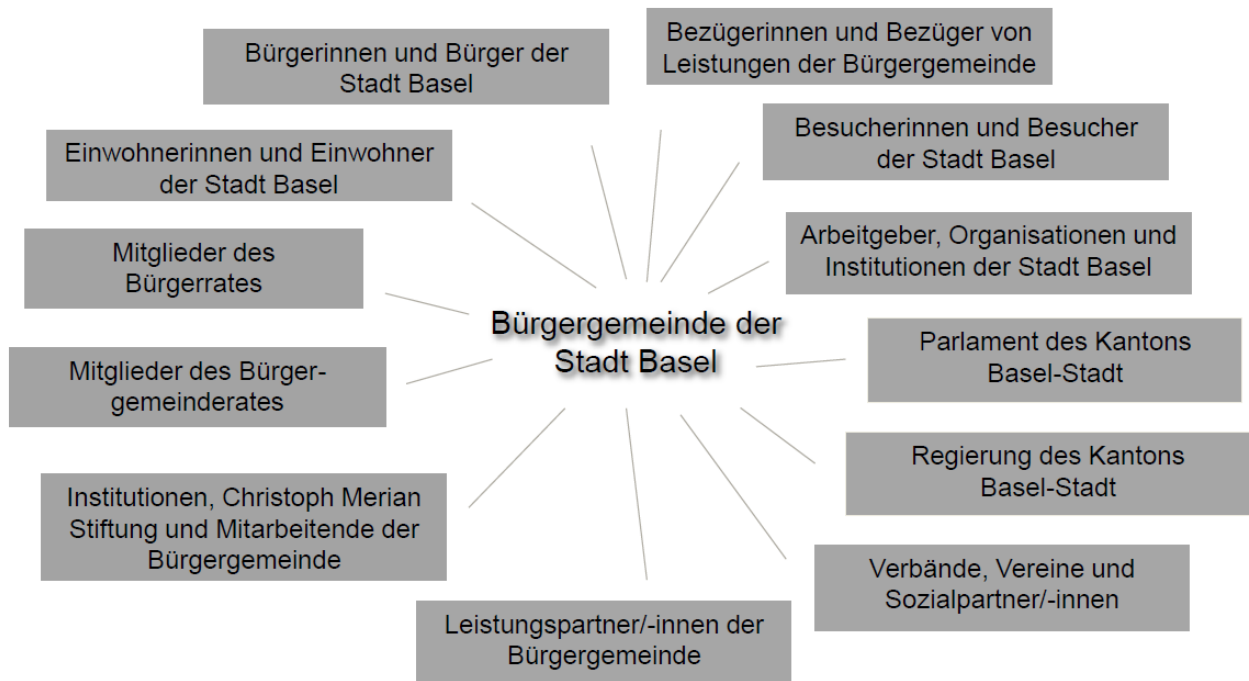 Bürgerinnen und Bürger der
Stadt Basel
Bezügerinnen und Bezüger von
Leistungen der Bürgergemeinde
Einwohnerinnen und Einwohner
der Stadt Basel
Besucherinnen und Besucher
der Stadt Basel
Mitglieder des
Bürgerrates
Arbeitgeber, Organisationen und
Institutionen der Stadt Basel
Bürgergemeinde der
Stadt Basel
Mitglieder des Bürger-
gemeinderates
Parlament des Kantons
Basel-Stadt
Regierung des Kantons
Basel-Stadt
Institutionen, Christoph Merian
Stiftung und Mitarbeitende der
Bürgergemeinde
Verbände, Vereine und
Sozialpartner/-innen
Leistungspartner/-innen der
Bürgergemeinde